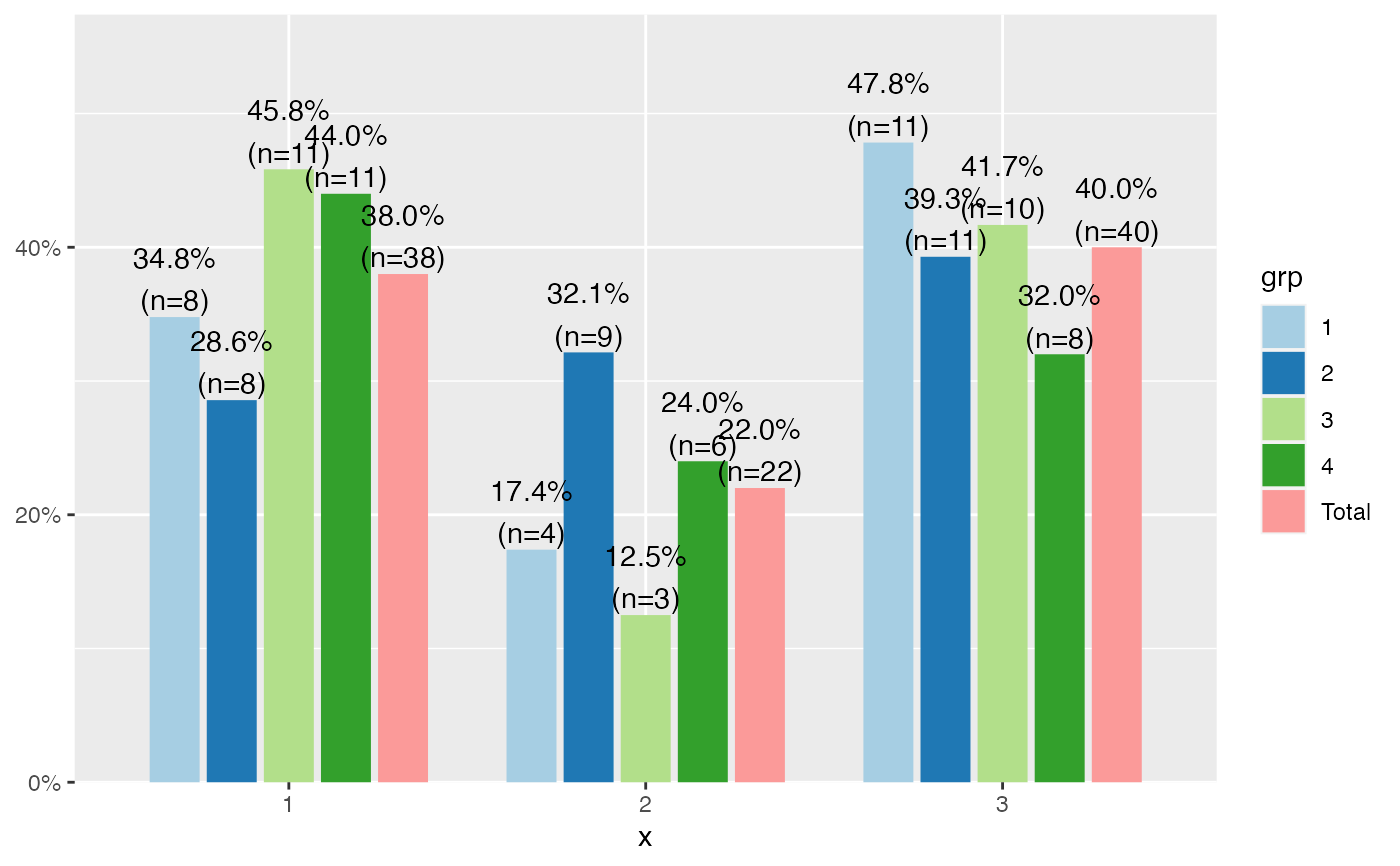 47.8%
(n=11)
45.8%
(n=11)
44.0%
(n=11)
41.7%
(n=10)
39.3%
(n=11)
40.0%
(n=40)
38.0%
(n=38)
34.8%
(n=8)
28.6%
(n=8)
32.1%
(n=9)
32.0%
(n=8)
24.0%
(n=6)
22.0%
(n=22)
17.4%
(n=4)
12.5%
(n=3)
40%
20%
0%
1
2
3
x
grp
1
2
3
4
Total